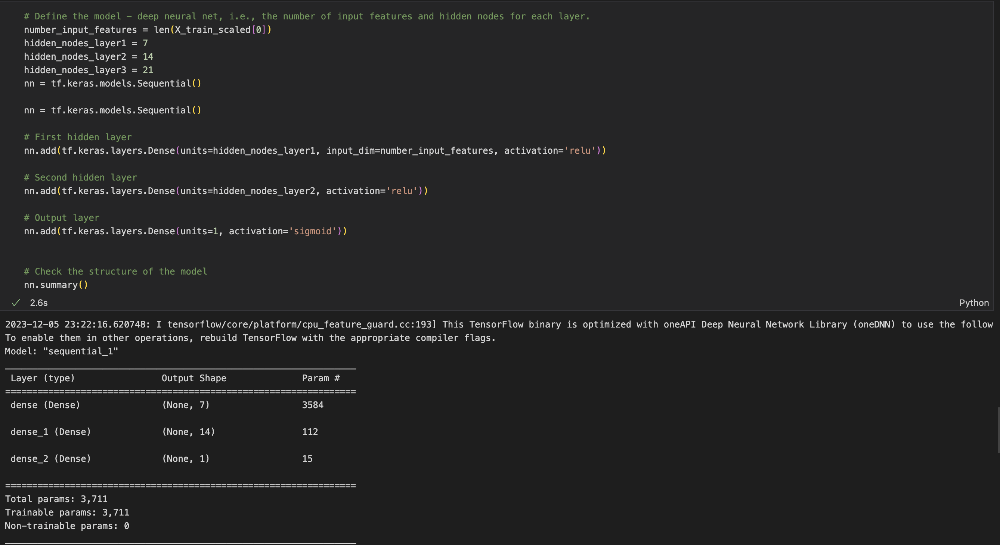 # Define the model – deep neural net, i.e., the number of input features and hidden nodes for each layer.
number_input_features = len(X_train_scaled[0])
hidden_nodes_layer1 = 7
hidden_nodes_layer2 = 14
hidden_nodes_layer3 = 21
nn = tf.keras.models.Sequential()
nn = tf.keras.models.Sequential()
# First hidden layer
nn.add(tf.keras.layers.Dense(units=hidden_nodes_layer1, input_dim=number_input_features, activation='relu'))
# Second hidden layer
nn.add(tf.keras.layers.Dense(units=hidden_nodes_layer2, activation='relu'))
# Output layer
nn.add(tf.keras.layers.Dense(units=1, activation='sigmoid'))
# Check the structure of the model
nn.summary()
2.6s Python
2023-12-05 23:22:16.620748: I tensorflow/core/platform/cpu_feature_guard.cc:193] This TensorFlow binary is optimized with oneAPI Deep Neural Network Library (oneDNN) to use the follow
To enable them in other operations, rebuild TensorFlow with the appropriate compiler flags.
Model: "sequential_1"
_________________________________________________________________
Layer (type) Output Shape Param #
=================================================================
dense (Dense) (None, 7) 3584
dense_1 (Dense) (None, 14) 112
dense_2 (Dense) (None, 1) 15
=================================================================
Total params: 3,711
Trainable params: 3,711
Non-trainable params: 0
_________________________________________________________________